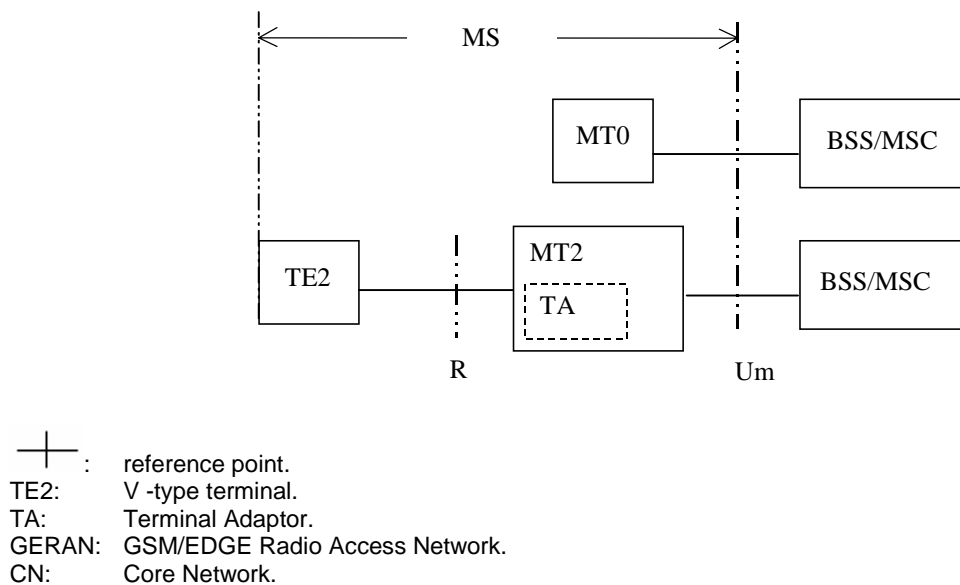 MS
MT0
BSS/MSC
TE2
MT2
TA
BSS/MSC
R
Um
: reference point.
TE2: V -type terminal.
TA: Terminal Adaptor.
GERAN: GSM/EDGE Radio Access Network.
CN: Core Network.